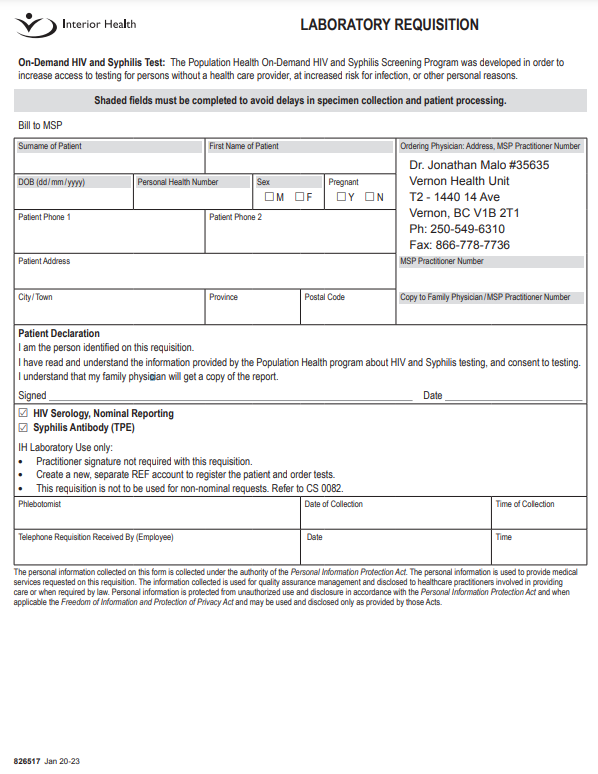 Interior Health
LABORATORY REQUISITION
On-Demand HIV and Syphilis Test: The Population Health On-Demand HIV and Syphilis Screening Program was developed in order to
increase access to testing for persons without a health care provider, at increased risk for infection, or other personal reasons.
Shaded fields must be completed to avoid delays in specimen collection and patient processing.
Bill to MSP
Surname of Patient
First Name of Patient
Ordering Physician: Address, MSP Practitioner Number
Dr. Jonathan Malo #35635
Vernon Health Unit
T2 - 1440 14 Ave
Vernon, BC V1B 2T1
Ph: 250-549-6310
Fax: 866-778-7736
DOB (dd/mm/yyyy)
Personal Health Number
Sex
☐ M ☐ F
Pregnant
☐ Y ☐ N
Patient Phone 1
Patient Phone 2
Patient Address
MSP Practitioner Number
City/Town
Province
Postal Code
Copy to Family Physician/MSP Practitioner Number
Patient Declaration
I am the person identified on this requisition.
I have read and understand the information provided by the Population Health program about HIV and Syphilis testing, and consent to testing.
I understand that my family physician will get a copy of the report.
Signed Date
☑ HIV Serology, Nominal Reporting
☑ Syphilis Antibody (TPE)
IH Laboratory Use only:
• Practitioner signature not required with this requisition.
• Create a new, separate REF account to register the patient and order tests.
• This requisition is not to be used for non-nominal requests. Refer to CS 0082.
Phlebotomist
Date of Collection
Time of Collection
Telephone Requisition Received By (Employee)
Date
Time
The personal information collected on this form is collected under the authority of the Personal Information Protection Act. The personal information is used to provide medical
services requested on this requisition. The information collected is used for quality assurance management and disclosed to healthcare practitioners involved in providing
care or when required by law. Personal information is protected from unauthorized use and disclosure in accordance with the Personal Information Protection Act and when
applicable the Freedom of Information and Protection of Privacy Act and may be used and disclosed only as provided by those Acts.
826517 Jan 20-23